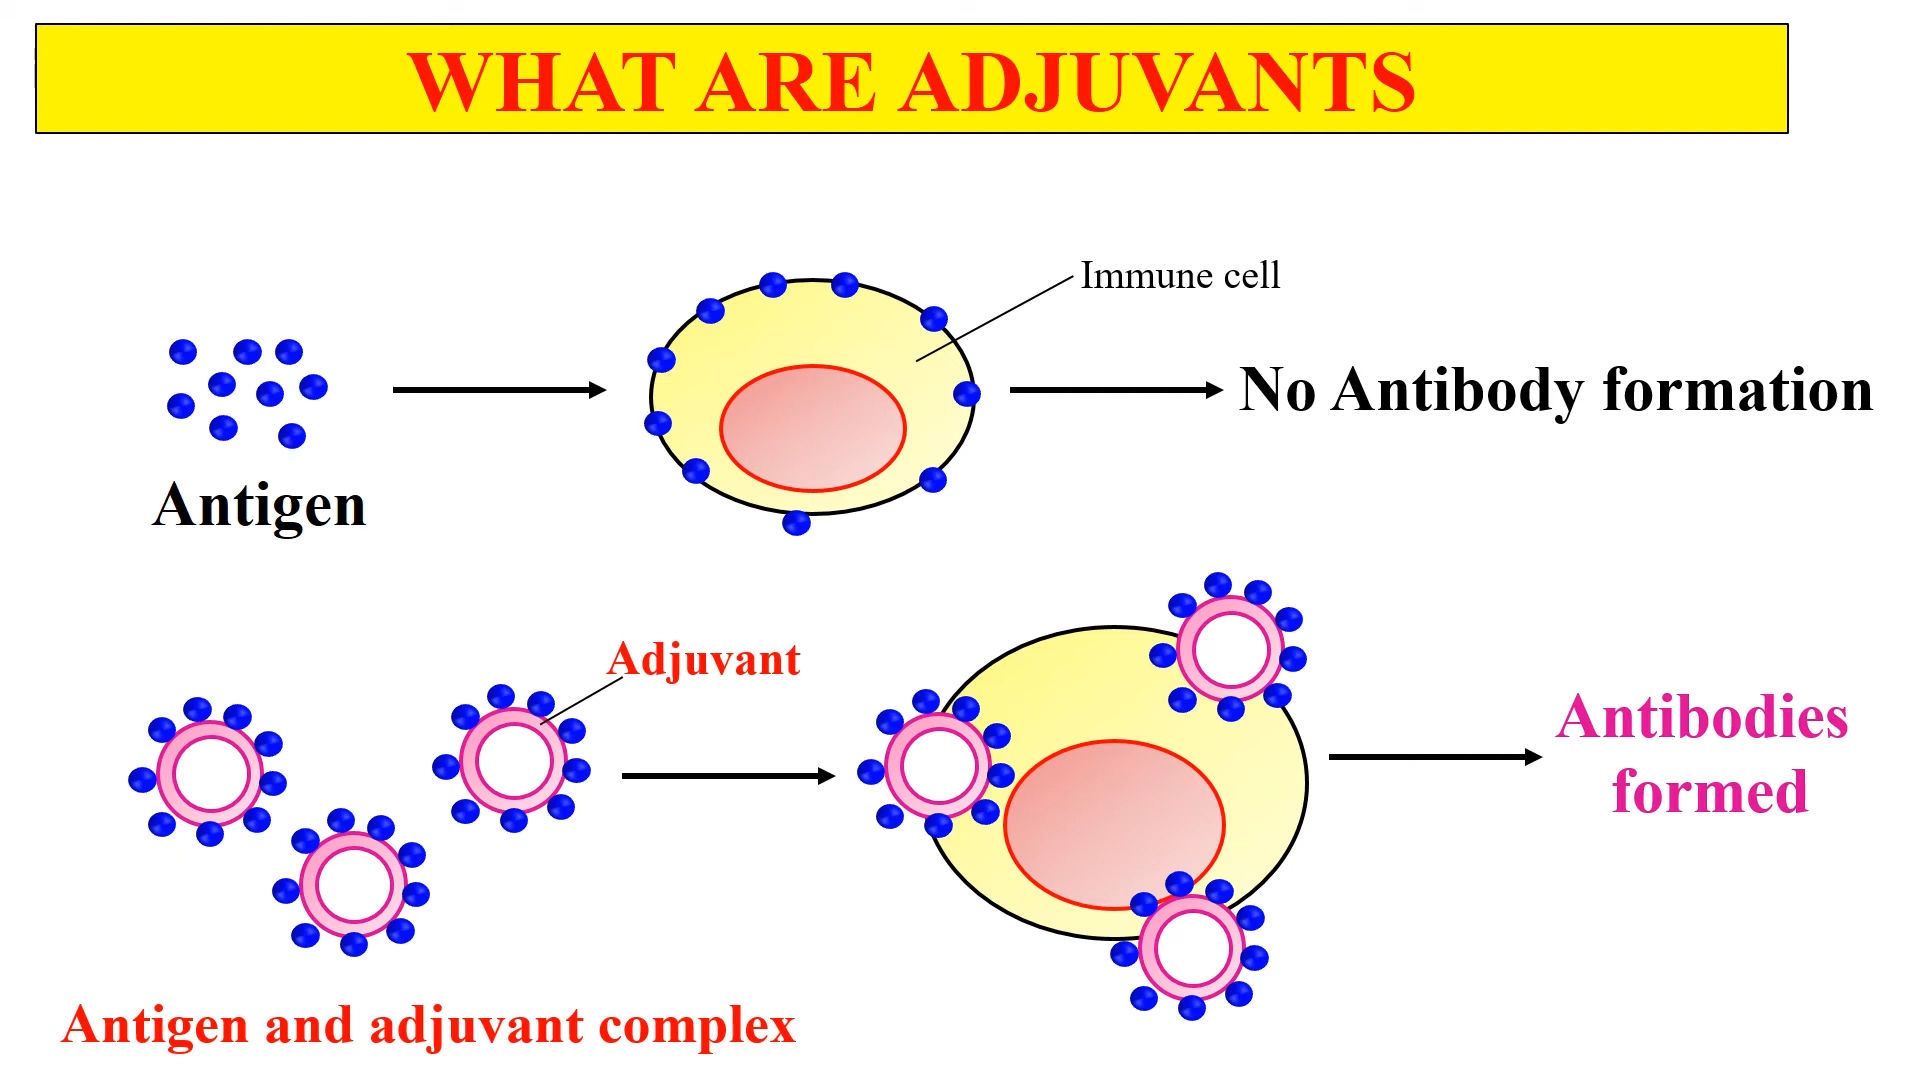 WHAT ARE ADJUVANTS
Immune cell
No Antibody formation
Antigen
Adjuvant
Antibodies
formed
Antigen and adjuvant complex